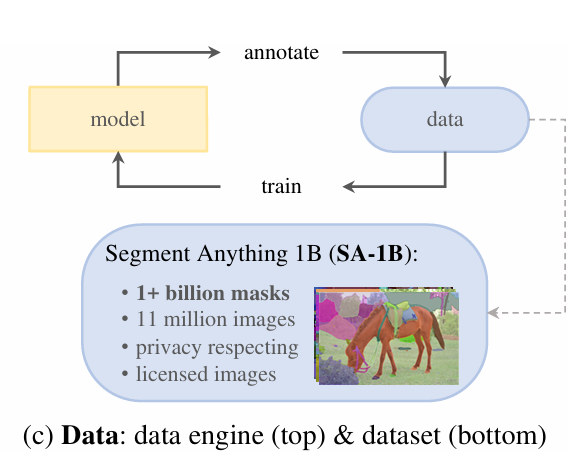 annotate
model
data
train
Segment Anything 1B (SA-1B):
• 1+ billion masks
• 11 million images
• privacy respecting
• licensed images
(c) Data: data engine (top) & dataset (bottom)